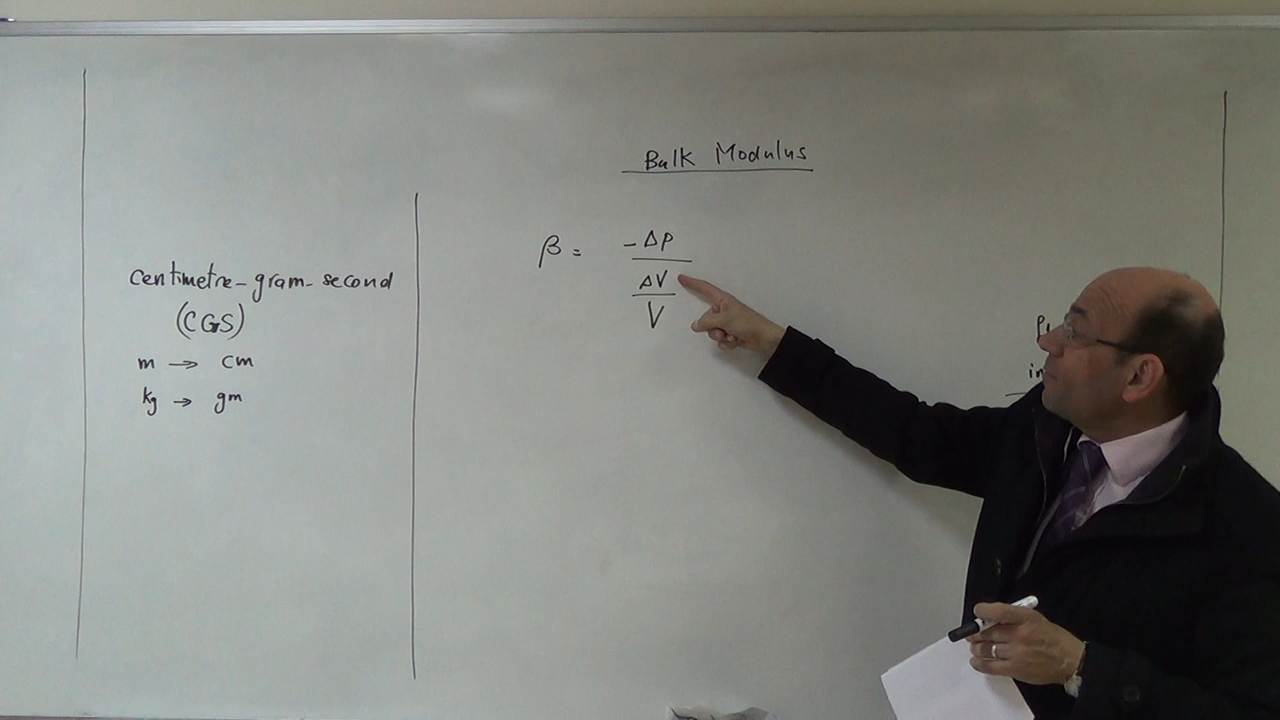 Bulk Modulus
centimetre-gram-second
(CGS)
m → cm
kg → gm
β = -ΔP
ΔV
V